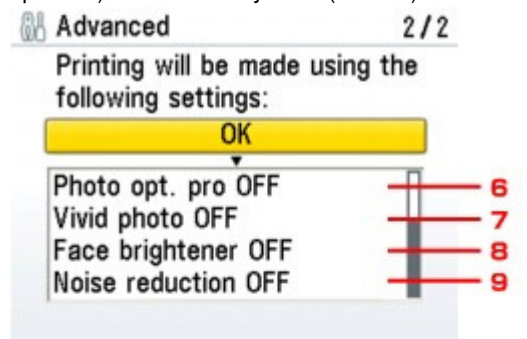 Advanced 2/2
Printing will be made using the
following settings:
OK
Photo opt. pro OFF 6
Vivid photo OFF 7
Face brightener OFF 8
Noise reduction OFF 9